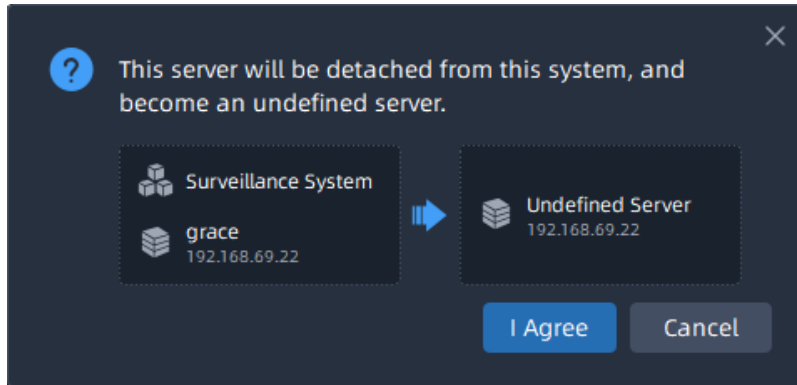 This server will be detached from this system, and
become an undefined server.
Surveillance System
grace
192.168.69.22
Undefined Server
192.168.69.22
I Agree
Cancel